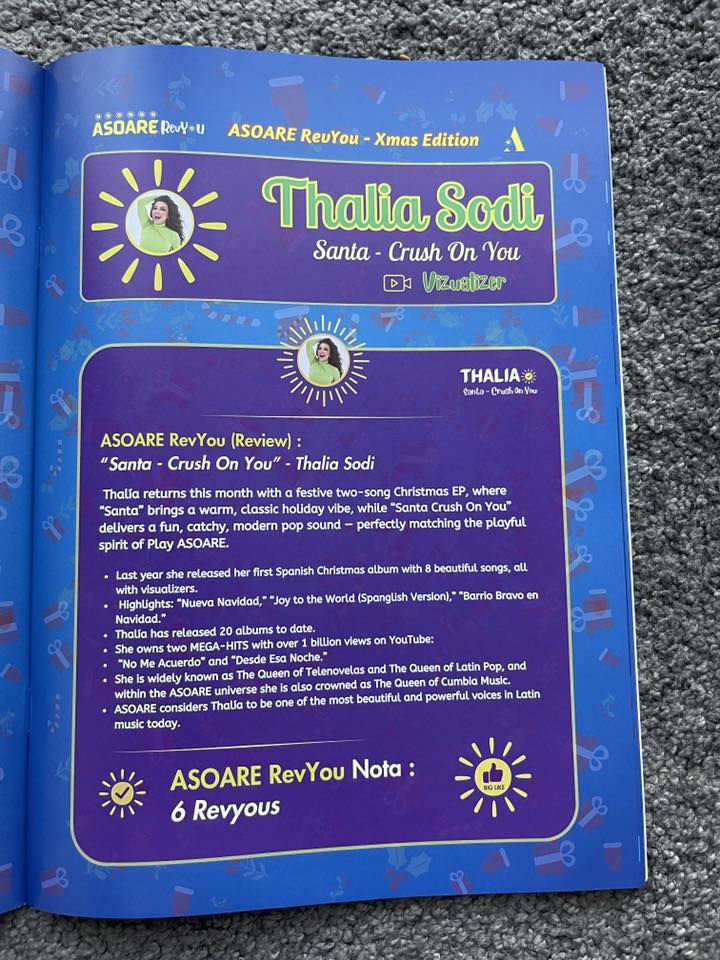 ASOARE RevYoU
ASOARE RevYou - Xmas Edition
A
Thalia Sodi
Santa - Crush On You
Vizualizer
THALIA
Santa - Crush On You
ASOARE RevYou (Review) :
“Santa - Crush On You” - Thalia Sodi
Thalía returns this month with a festive two-song Christmas EP, where
“Santa” brings a warm, classic holiday vibe, while “Santa Crush On You”
delivers a fun, catchy, modern pop sound — perfectly matching the playful
spirit of Play ASOARE.
• Last year she released her first Spanish Christmas album with 8 beautiful songs, all
with visualizers.
• Highlights: “Nueva Navidad,” “Joy to the World (Spanglish Version),” “Barrio Bravo en
Navidad.”
• Thalía has released 20 albums to date.
• She owns two MEGA-HITS with over 1 billion views on YouTube:
• “No Me Acuerdo” and “Desde Esa Noche.”
• She is widely known as The Queen of Telenovelas and The Queen of Latin Pop, and
within the ASOARE universe she is also crowned as The Queen of Cumbia Music.
• ASOARE considers Thalía to be one of the most beautiful and powerful voices in Latin
music today.
ASOARE RevYou Nota :
6 Revyous
BIG LIKE